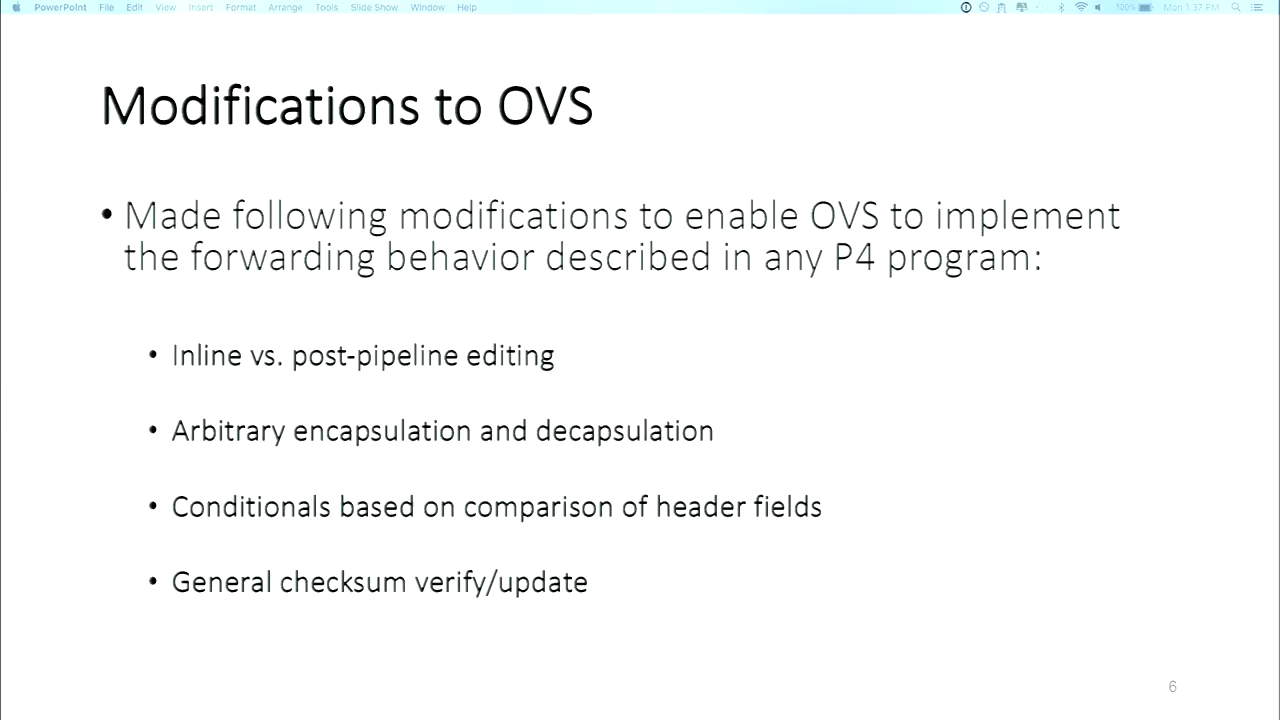 PowerPoint File Edit View Insert Format Arrange Tools Slide Show Window Help 100% Mon 1:37 PM
Modifications to OVS
• Made following modifications to enable OVS to implement
the forwarding behavior described in any P4 program:
• Inline vs. post-pipeline editing
• Arbitrary encapsulation and decapsulation
• Conditionals based on comparison of header fields
• General checksum verify/update
6